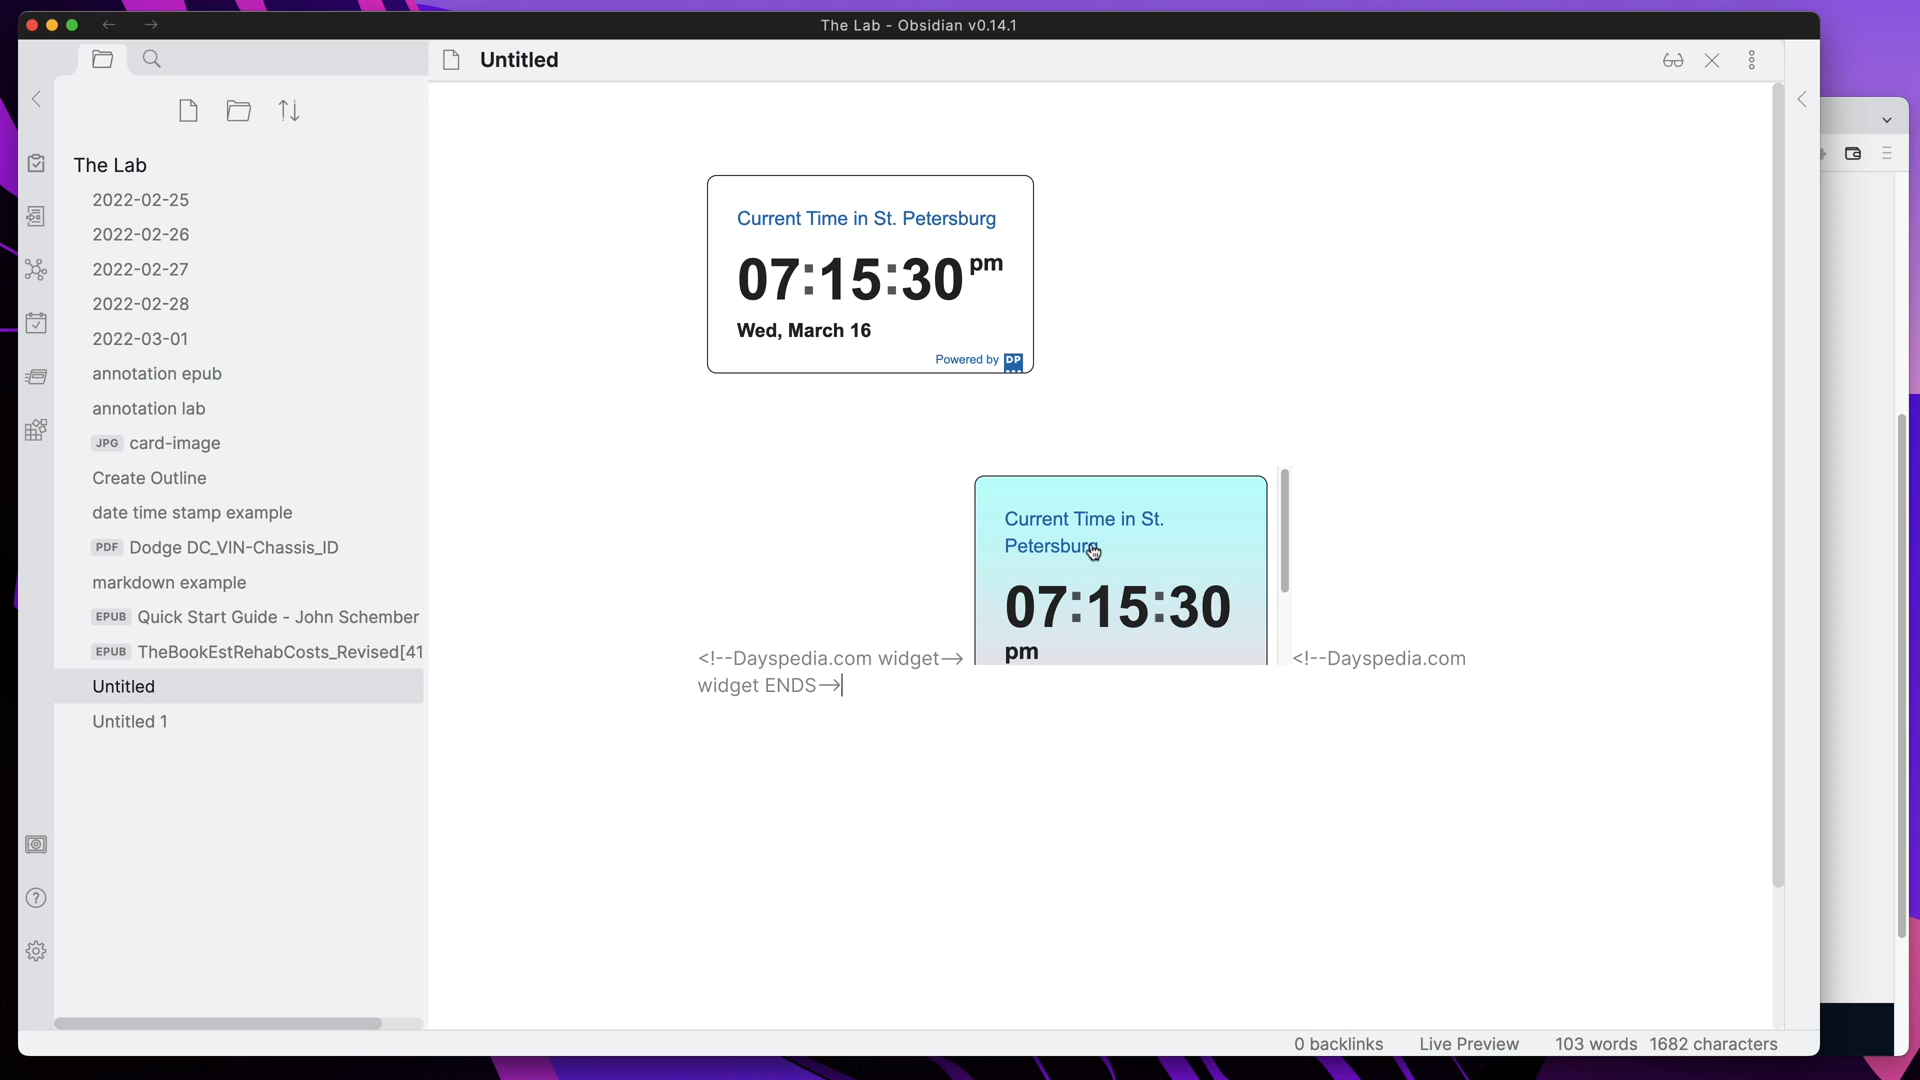 The Lab - Obsidian v0.14.1
Untitled
The Lab
2022-02-25
2022-02-26
2022-02-27
2022-02-28
2022-03-01
annotation epub
annotation lab
JPG card-image
Create Outline
date time stamp example
PDF Dodge DC_VIN-Chassis_ID
markdown example
EPUB Quick Start Guide - John Schember
EPUB TheBookEstRehabCosts_Revised[41
Untitled
Untitled 1
Current Time in St. Petersburg
07:15:30 pm
Wed, March 16
Powered by DP
Current Time in St.
Petersburg
07:15:30
pm
<!--Dayspedia.com widget--> <!--Dayspedia.com
widget ENDS-->
0 backlinks Live Preview 103 words 1682 characters